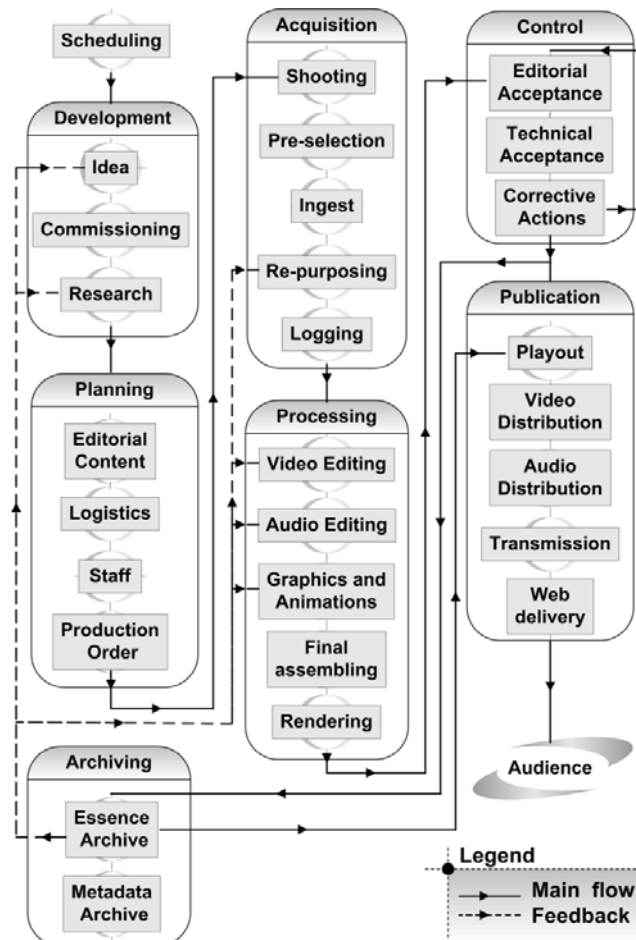 Scheduling
Development
Idea
Commissioning
Research
Planning
Editorial
Content
Logistics
Staff
Production
Order
Archiving
Essence
Archive
Metadata
Archive
Acquisition
Shooting
Pre-selection
Ingest
Re-purposing
Logging
Processing
Video Editing
Audio Editing
Graphics and
Animations
Final
assembling
Rendering
Control
Editorial
Acceptance
Technical
Acceptance
Corrective
Actions
Publication
Playout
Video
Distribution
Audio
Distribution
Transmission
Web
delivery
Audience
Legend
Main flow
Feedback